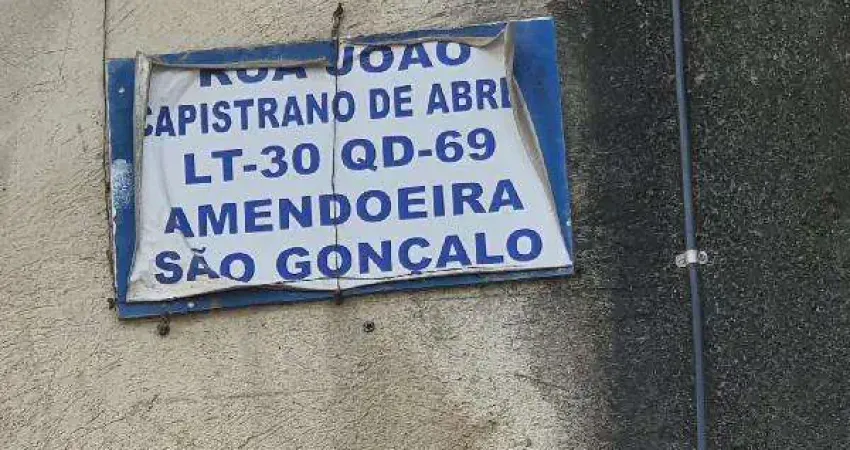 RUA JOÃO
CAPISTRANO DE ABRE
LT-30 QD-69
AMENDOEIRA
SÃO GONÇALO